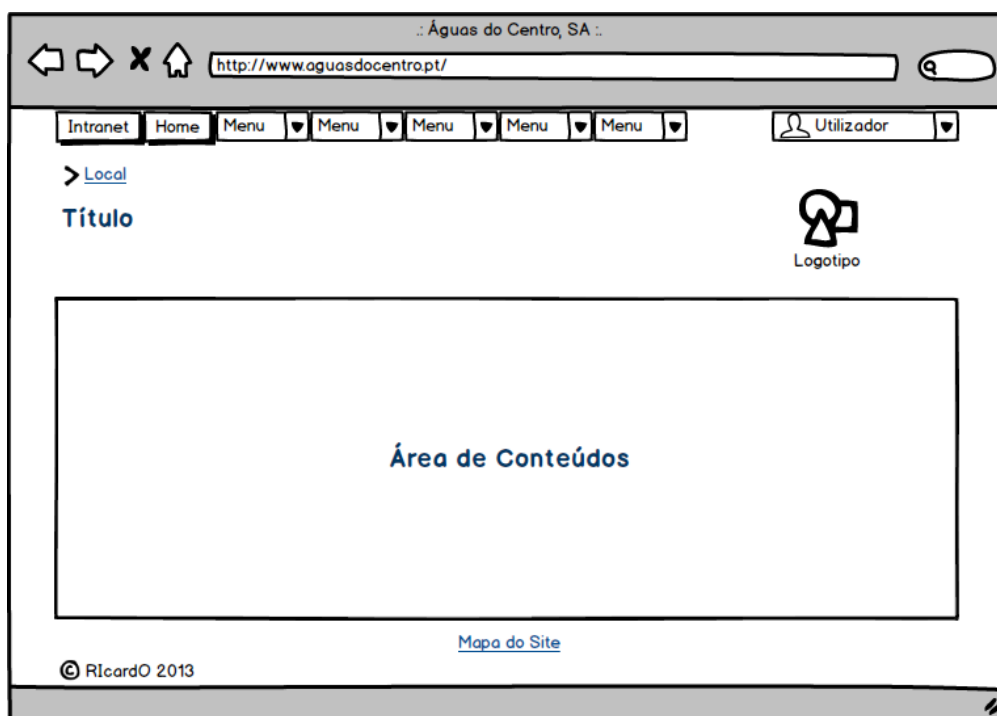 .: Águas do Centro, SA :.
http://www.aguasdocentro.pt/
Intranet Home Menu Menu Menu Menu Menu Utilizador
Local
Título
Logotipo
Área de Conteúdos
Mapa do Site
© RIcardO 2013